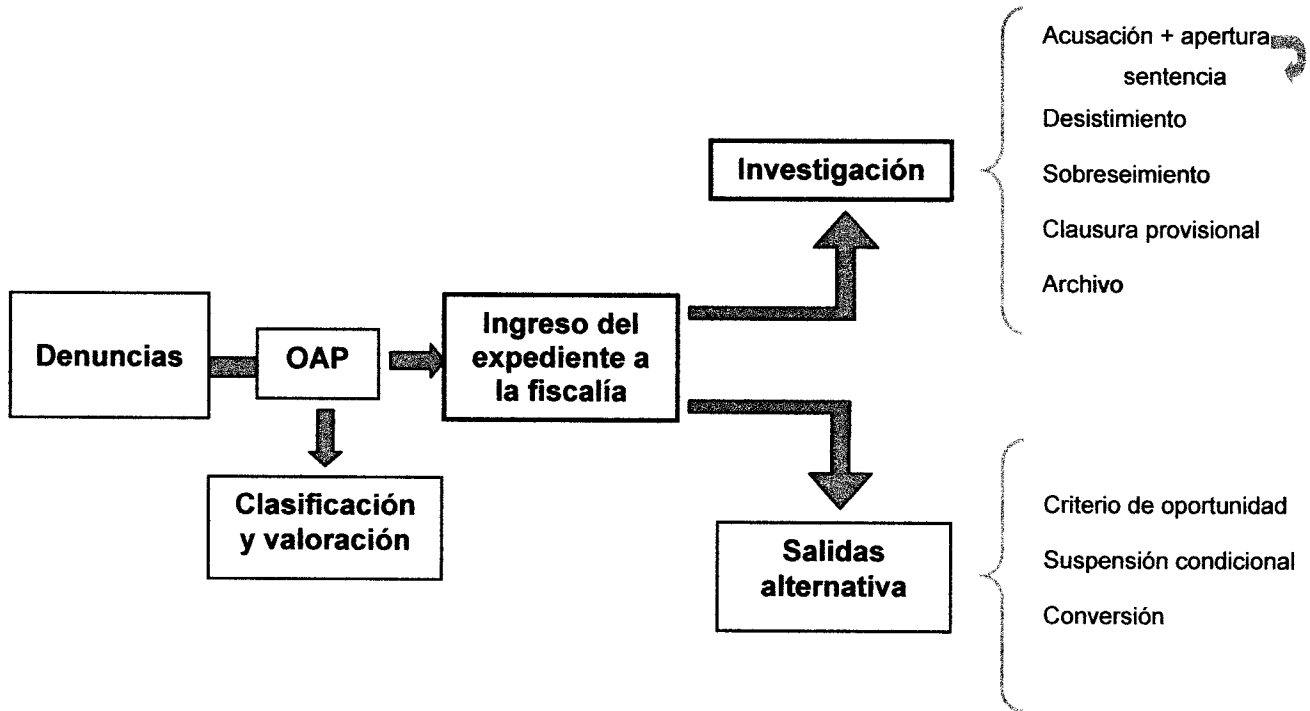 Acusación + apertura
sentencia
Desistimiento
Investigación
Sobreseimiento
Clausura provisional
Archivo
Denuncias
OAP
Ingreso del
expediente a
la fiscalía
Clasificación
y valoración
Salidas
alternativa
Criterio de oportunidad
Suspensión condicional
Conversión